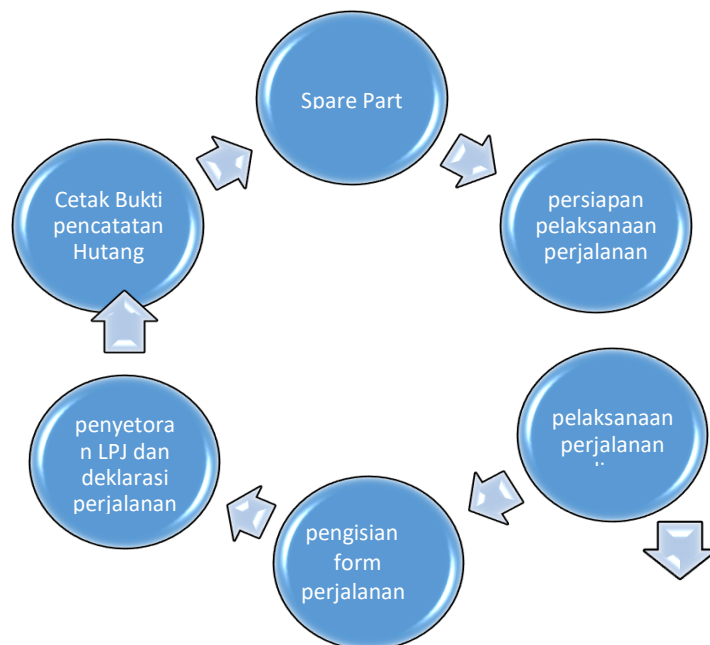 Spare Part
persiapan
pelaksanaan
perjalanan
pelaksanaan
perjalanan
pengisian
form
perjalanan
penyetora
n LPJ dan
deklarasi
perjalanan
Cetak Bukti
pencatatan
Hutang